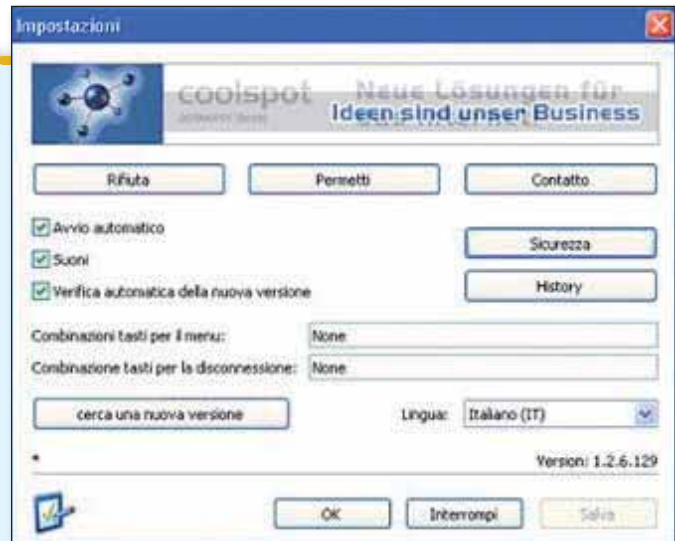 Impostazioni
coolspot Neue Lösungen für
Ideen sind unser Business
Rifiuta Permetti Contatto
Avvio automatico
Sicurezza
Suoni
History
Verifica automatica della nuova versione
Combinazioni tasti per il menu: None
Combinazione tasti per la disconnessione: None
cerca una nuova versione Lingua: Italiano (IT)
* Version: 1.2.6.129
OK Interrompi Salva